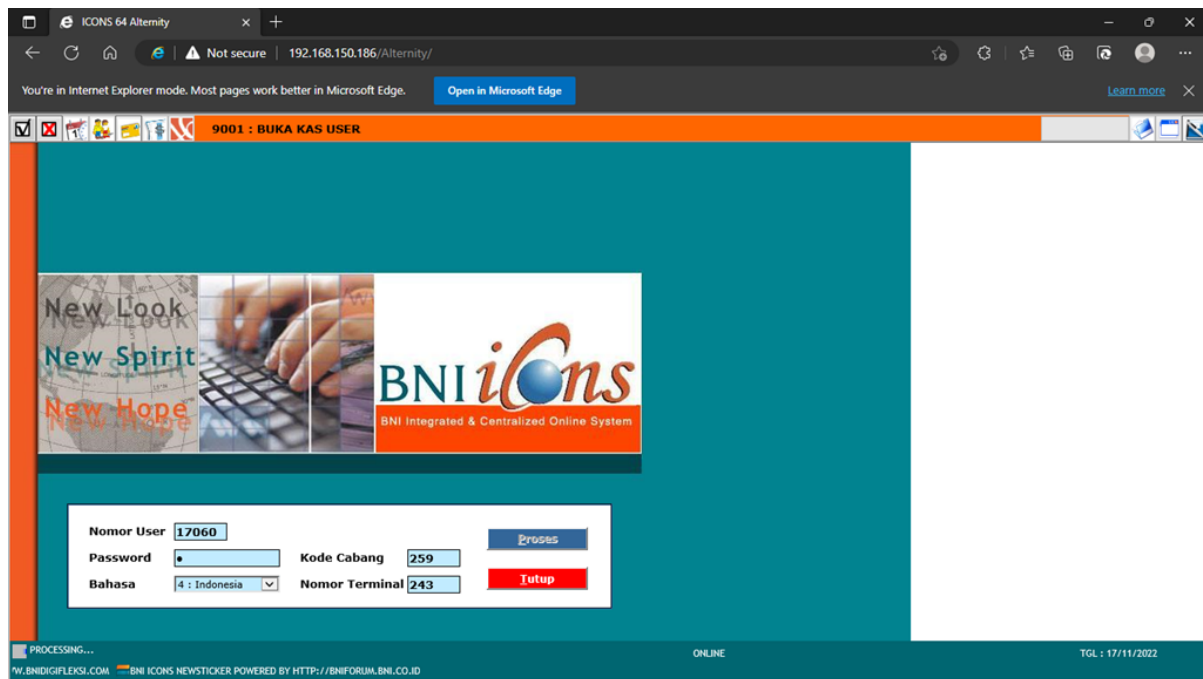 ICONS 64 Alternity
Not secure | 192.168.150.186/Alternity/
You're in Internet Explorer mode. Most pages work better in Microsoft Edge. Open in Microsoft Edge Learn more
9001 : BUKA KAS USER
New Look
New Spirit
New Hope
BNI icons
BNI Integrated & Centralized Online System
Nomor User 17060 Proses
Password Kode Cabang 259
Bahasa 4 : Indonesia Nomor Terminal 243 Tutup
PROCESSING... ONLINE TGL : 17/11/2022
W.BNIDIGIFLEKSI.COM BNI ICONS NEWSTICKER POWERED BY HTTP://BNIFORUM.BNI.CO.ID